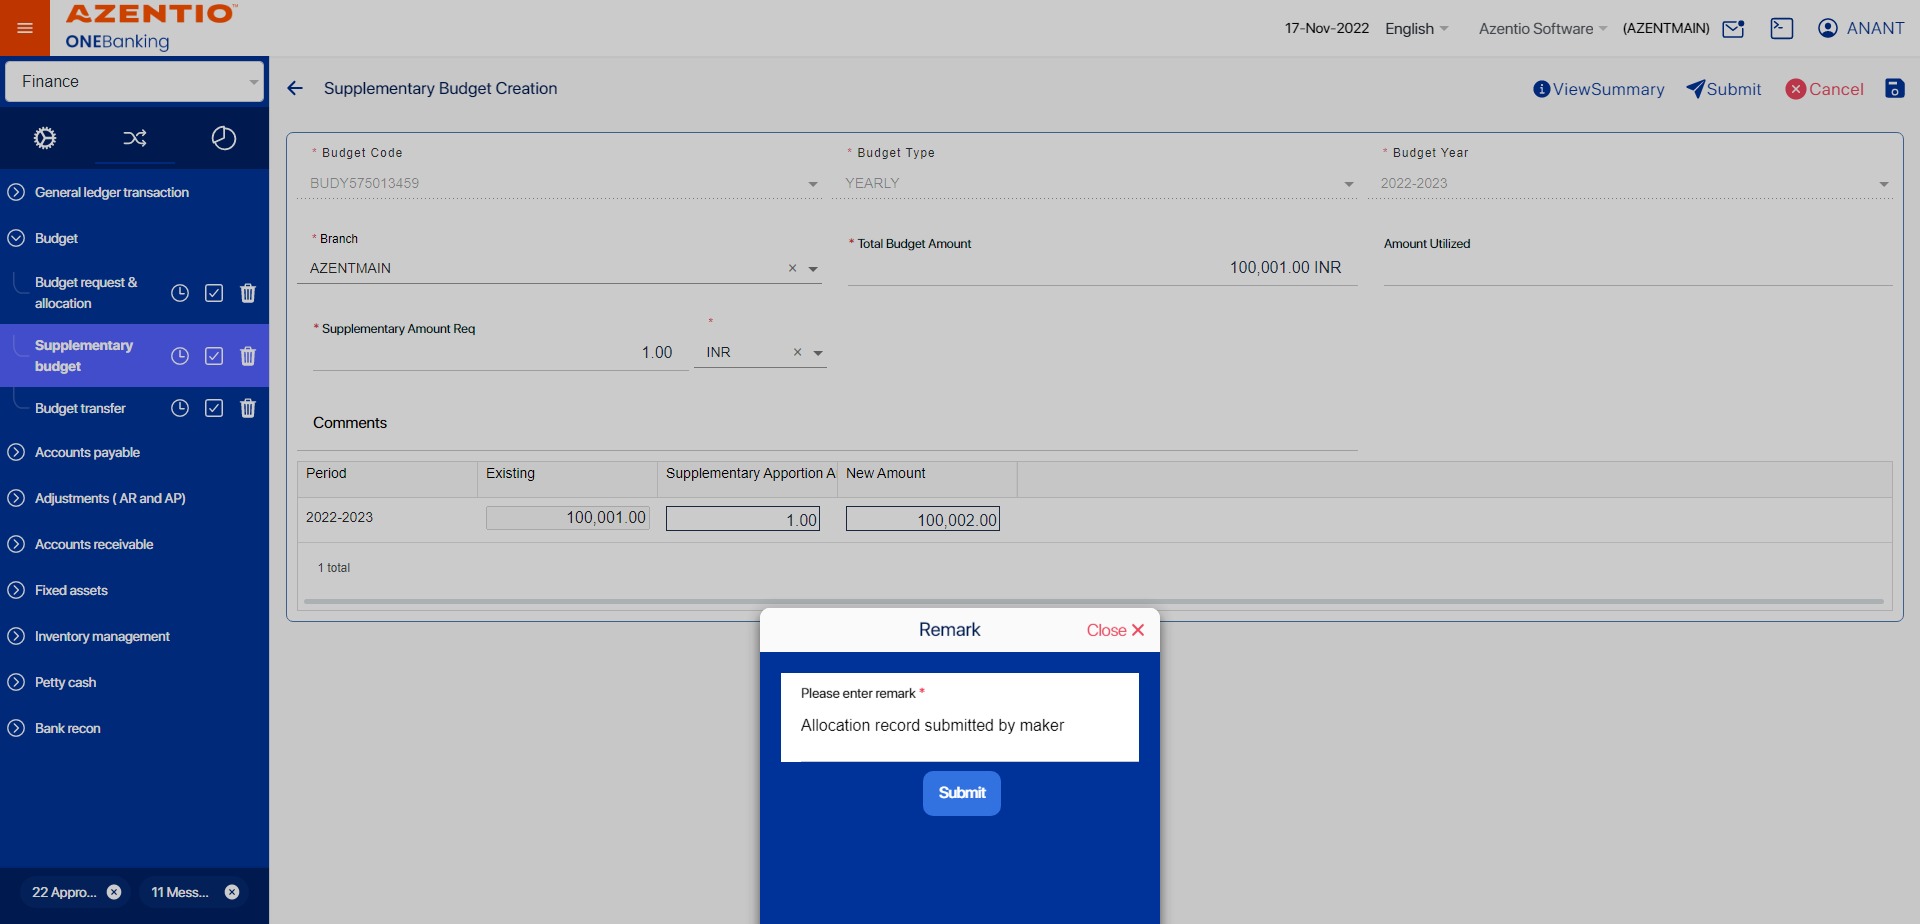 AZENTIO™
ONEBanking
17-Nov-2022 English Azentio Software (AZENTMAIN) ANANT
Finance
General ledger transaction
Budget
Budget request &
allocation
Supplementary
budget
Budget transfer
Accounts payable
Adjustments ( AR and AP)
Accounts receivable
Fixed assets
Inventory management
Petty cash
Bank recon
22 Appro...
11 Mess...
Supplementary Budget Creation
ViewSummary Submit Cancel
* Budget Code
BUDY575013459
* Budget Type
YEARLY
* Budget Year
2022-2023
* Branch
AZENTMAIN
* Total Budget Amount
100,001.00 INR
Amount Utilized
* Supplementary Amount Req
1.00
*
INR
Comments
Period Existing Supplementary Apportion A New Amount
2022-2023 100,001.00 1.00 100,002.00
1 total
Remark
Close
Please enter remark *
Allocation record submitted by maker
Submit